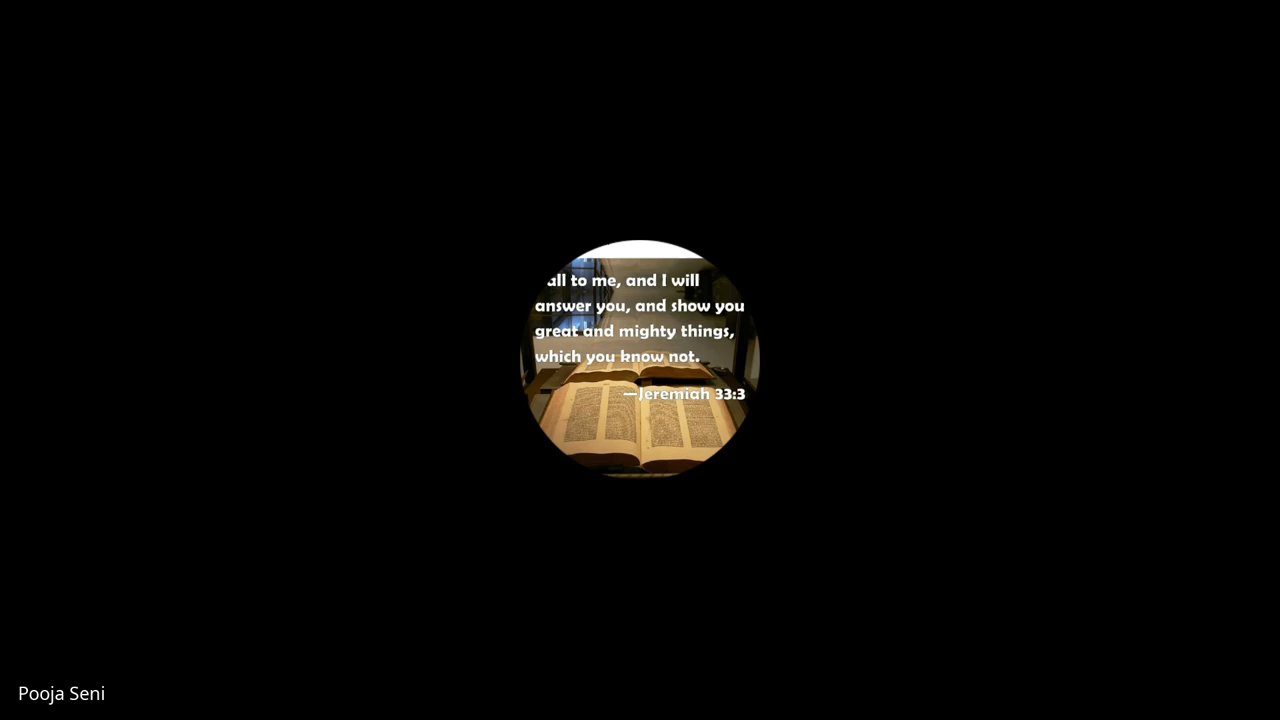 all to me, and I will
answer you, and show you
great and mighty things,
which you know not.
—Jeremiah 33:3
Pooja Seni